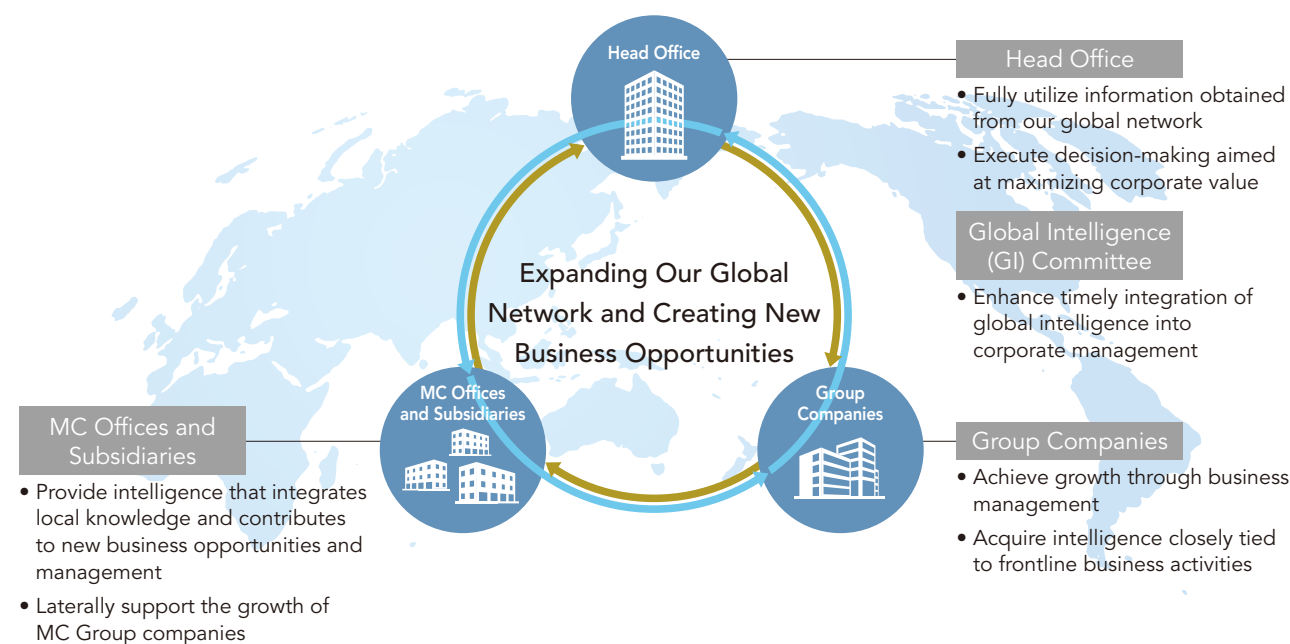 Head Office
Head Office
• Fully utilize information obtained
from our global network
• Execute decision-making aimed
at maximizing corporate value
Global Intelligence
(GI) Committee
• Enhance timely integration of
global intelligence into
corporate management
Expanding Our Global
Network and Creating New
Business Opportunities
MC Offices
and Subsidiaries
Group
Companies
MC Offices and
Subsidiaries
• Provide intelligence that integrates
local knowledge and contributes
to new business opportunities and
management
• Laterally support the growth of
MC Group companies
Group Companies
• Achieve growth through business
management
• Acquire intelligence closely tied
to frontline business activities